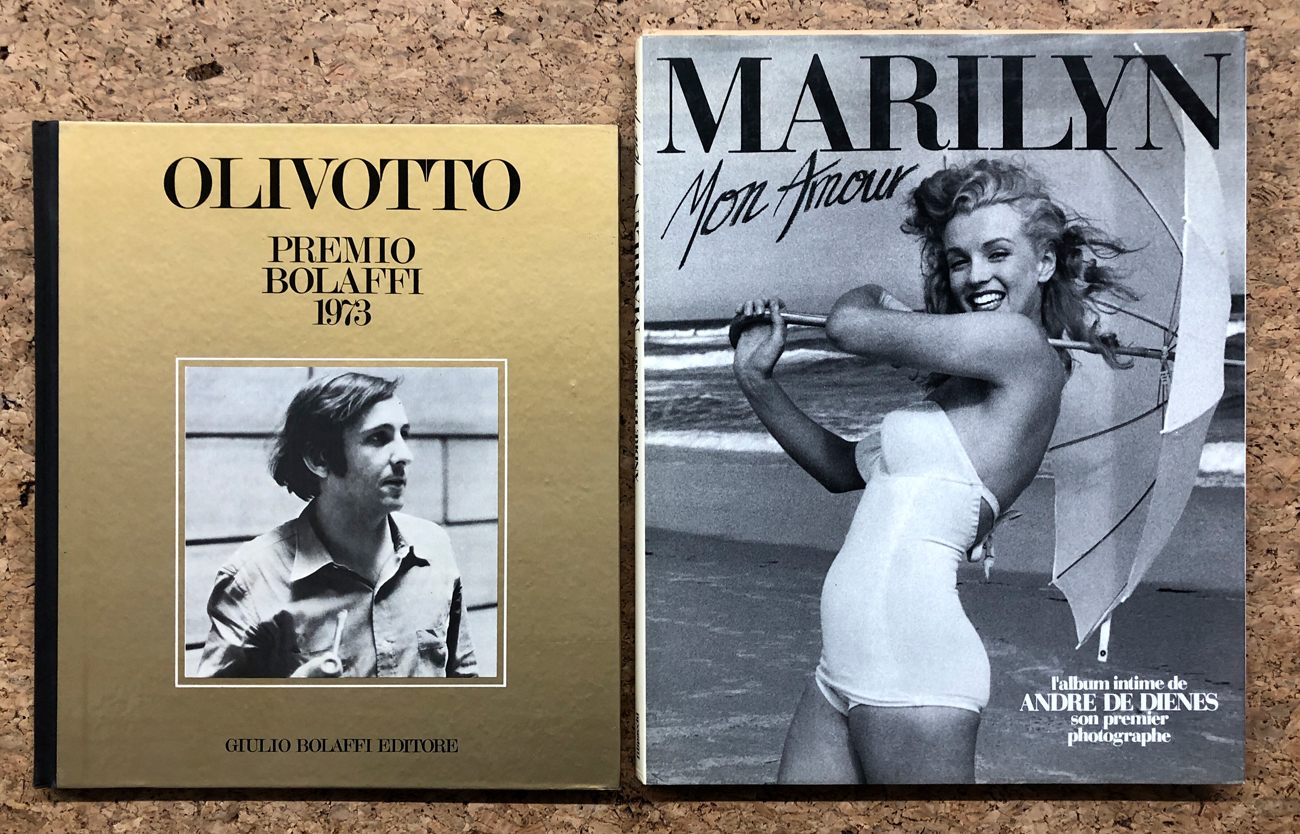 OLIVOTTO
PREMIO
BOLAFFI
1973
GIULIO BOLAFFI EDITORE
MARILYN
Mon Amour
l'album intime de
ANDRE DE DIENES
son premier
photographe